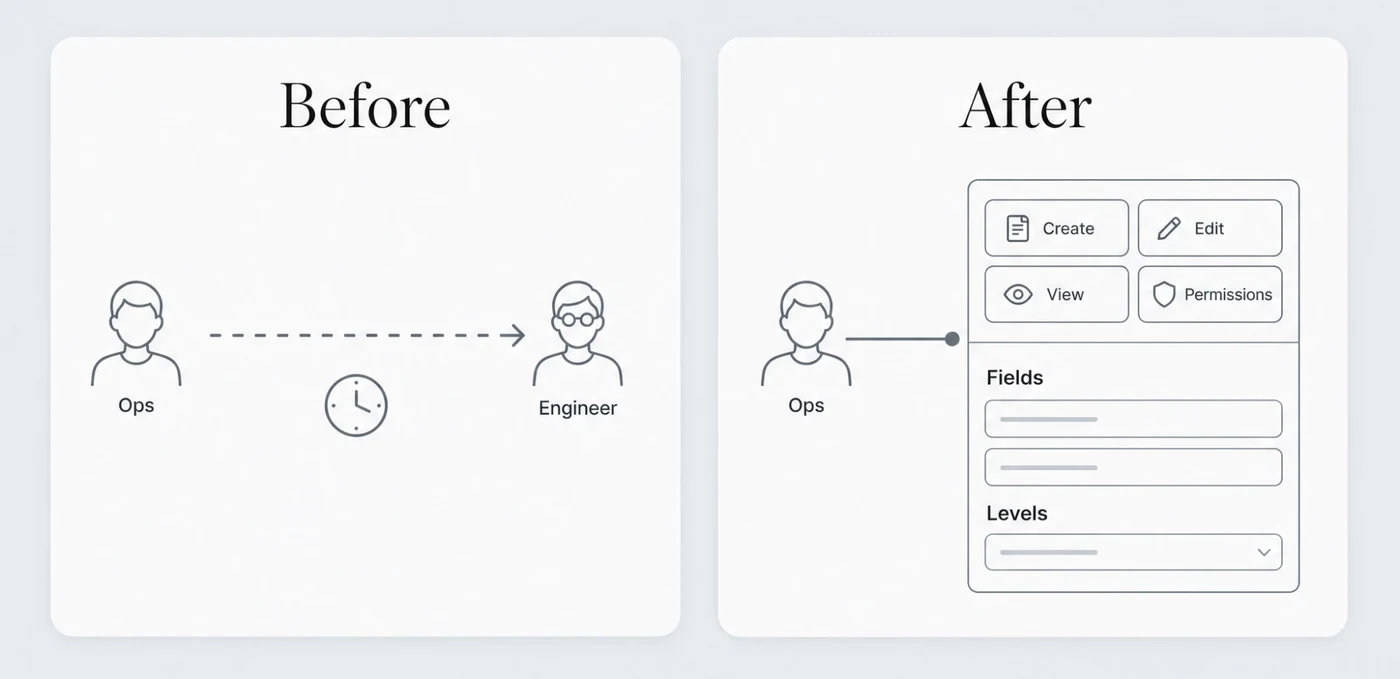 Before
Ops
Engineer
After
Ops
Create
Edit
View
Permissions
Fields
Levels